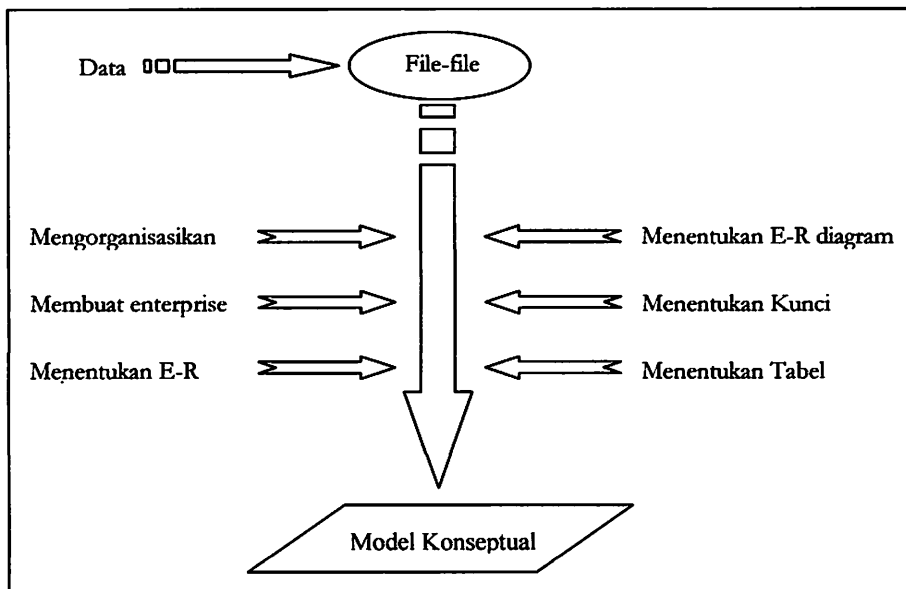 File-file
Data
Mengorganisasikan
Menentukan E-R diagram
Membuat enterprise
Menentukan Kunci
Menentukan E-R
Menentukan Tabel
Model Konseptual